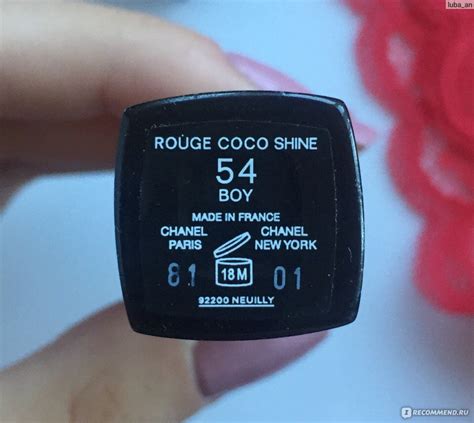 luba_an
ROUGE COCO SHINE
54
BOY
MADE IN FRANCE
CHANEL CHANEL
PARIS NEW YORK
81 18M 01
92200 NEUILLY
IRECOMMEND.RU